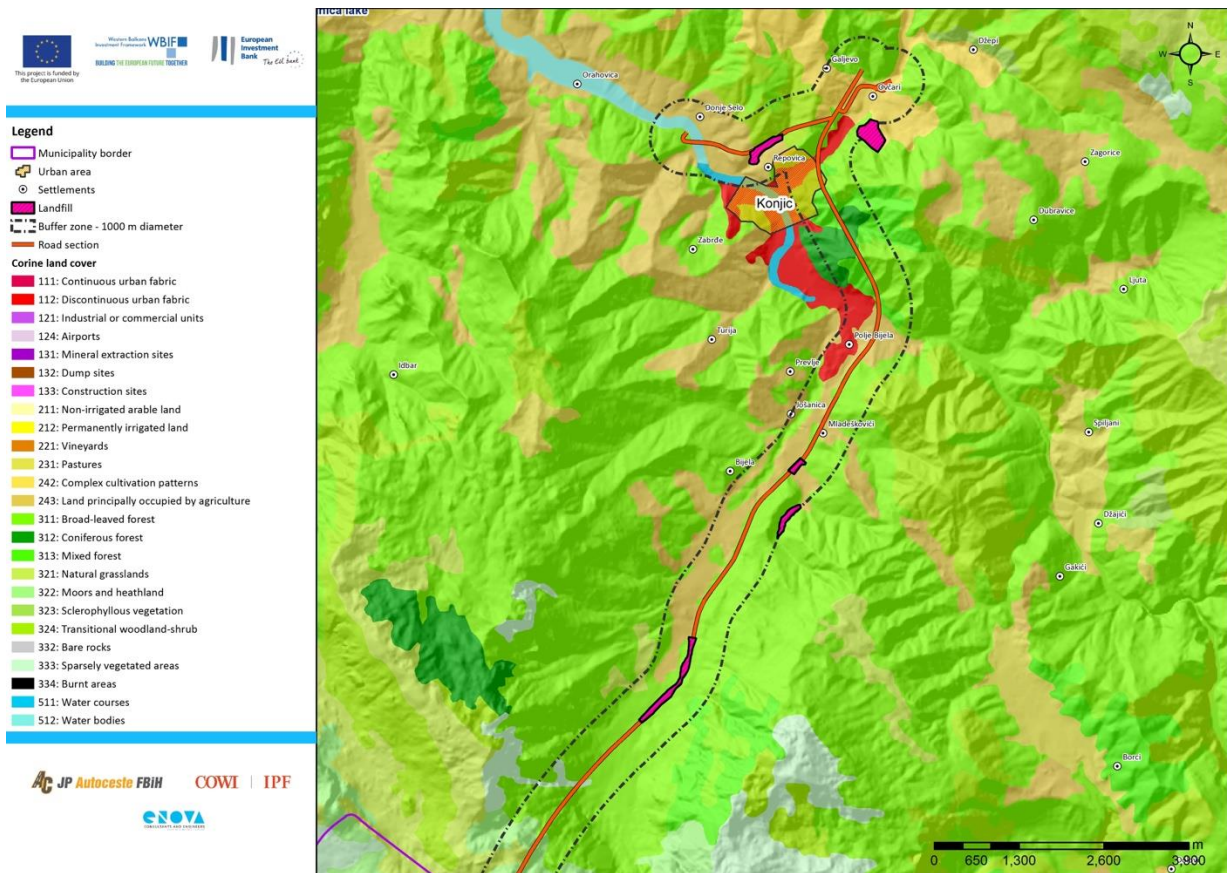 This project is funded by
the European Union
Western Balkans
Investment Framework WBIF
BUILDING THE EUROPEAN FUTURE TOGETHER
European
Investment
Bank
The EU bank
Legend
Municipality border
Urban area
Settlements
Landfill
Buffer zone - 1000 m diameter
Road section
Corine land cover
111: Continuous urban fabric
112: Discontinuous urban fabric
121: Industrial or commercial units
124: Airports
131: Mineral extraction sites
132: Dump sites
133: Construction sites
211: Non-irrigated arable land
212: Permanently irrigated land
221: Vineyards
231: Pastures
242: Complex cultivation patterns
243: Land principally occupied by agriculture
311: Broad-leaved forest
312: Coniferous forest
313: Mixed forest
321: Natural grasslands
322: Moors and heathland
323: Sclerophyllous vegetation
324: Transitional woodland-shrub
332: Bare rocks
333: Sparsely vegetated areas
334: Burnt areas
511: Water courses
512: Water bodies
AC JP Autoceste FBiH
COWI | IPF
enova
lake
N
W E
S
Džepi
Galjevo
Orahovica
Ovčari
Donje Selo
Zagorice
Repovica
Konjic
Dubravice
Zabrđe
Ljuta
Turija
Polje Bijela
Idbar
Prevlje
Jošanica
Mladeškovići
Spiljani
Bijela
Džajići
Gakići
Borci
m
0 650 1,300 2,600 3,900